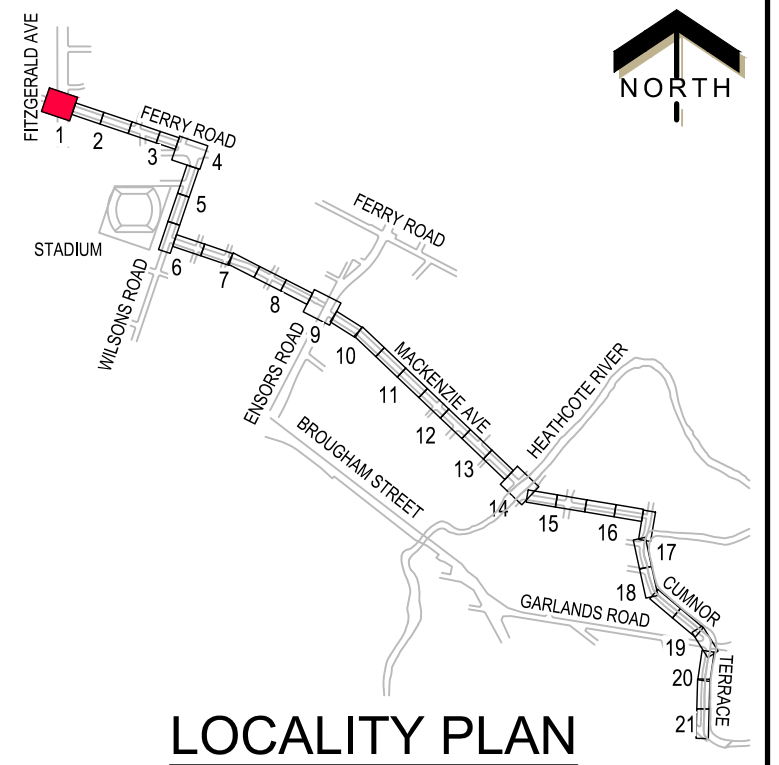 FITZGERALD AVE
NORTH
1
2
FERRY ROAD
3
4
5
STADIUM
6
WILSONS ROAD
7
FERRY ROAD
8
9
ENSORS ROAD
10
MACKENZIE AVE
11
12
13
HEATHCOTE RIVER
BROUGHAM STREET
14
15
16
17
18
CUMNOR
GARLANDS ROAD
19
20
TERRACE
21
LOCALITY PLAN